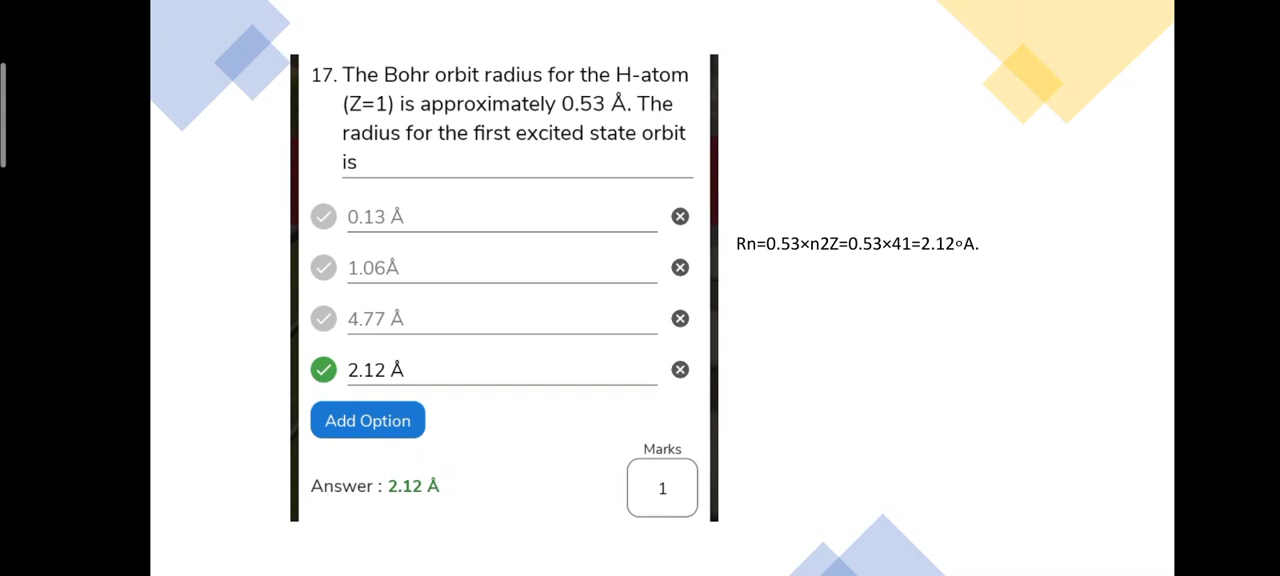 17. The Bohr orbit radius for the H-atom
(Z=1) is approximately 0.53 Å. The
radius for the first excited state orbit
is
0.13 Å
1.06Å
Rn=0.53×n2Z=0.53×41=2.12∘A.
4.77 Å
2.12 Å
Add Option
Marks
Answer : 2.12 Å
1